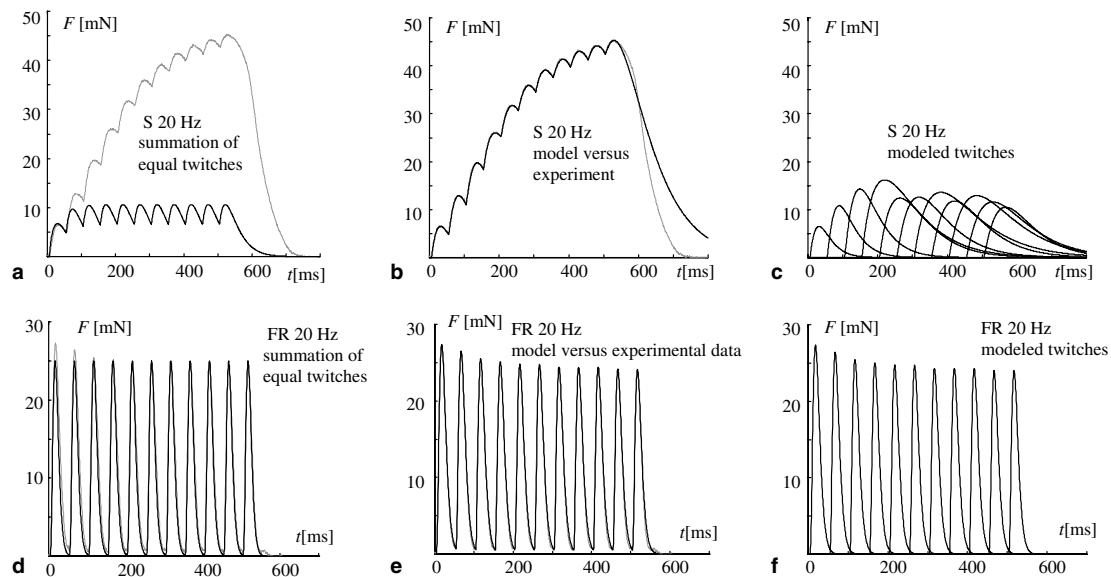 50
F [mN]
40
30
20
10
S 20 Hz
summation of
equal twitches
0
200
400
600
t[ms]
a
50
F [mN]
40
30
20
10
S 20 Hz
model versus
experiment
0
200
400
600
t[ms]
b
50
F [mN]
40
30
20
10
S 20 Hz
modeled twitches
0
200
400
600
t[ms]
c
30
F [mN]
20
10
FR 20 Hz
summation of
equal twitches
t[ms]
0
200
400
600
d
30
F [mN]
20
10
FR 20 Hz
model versus experimental data
t[ms]
0
200
400
600
e
30
F [mN]
20
10
FR 20 Hz
modeled twitches
t[ms]
0
200
400
600
f